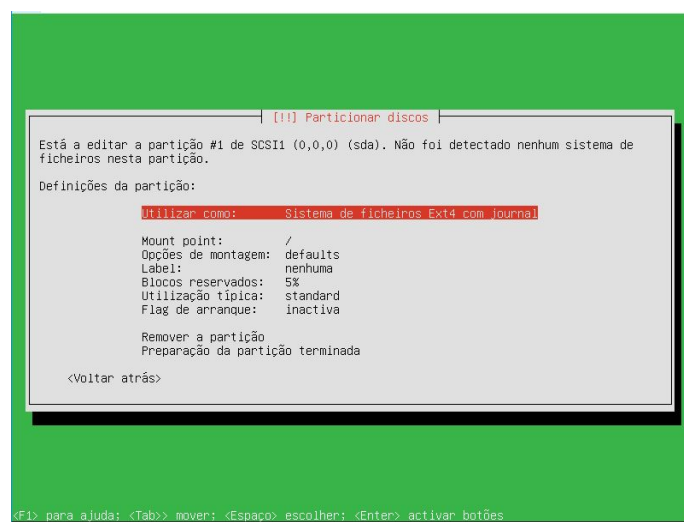 [!!] Particionar discos
Está a editar a partição #1 de SCSI1 (0,0,0) (sda). Não foi detectado nenhum sistema de
ficheiros nesta partição.
Definições da partição:
Utilizar como: Sistema de ficheiros Ext4 com journal
Mount point: /
Opções de montagem: defaults
Label: nenhuma
Blocos reservados: 5%
Utilização típica: standard
Flag de arranque: inactiva
Remover a partição
Preparação da partição terminada
<Voltar atrás>
<F1> para ajuda; <Tab>> mover; <Espaço> escolher; <Enter> activar botões